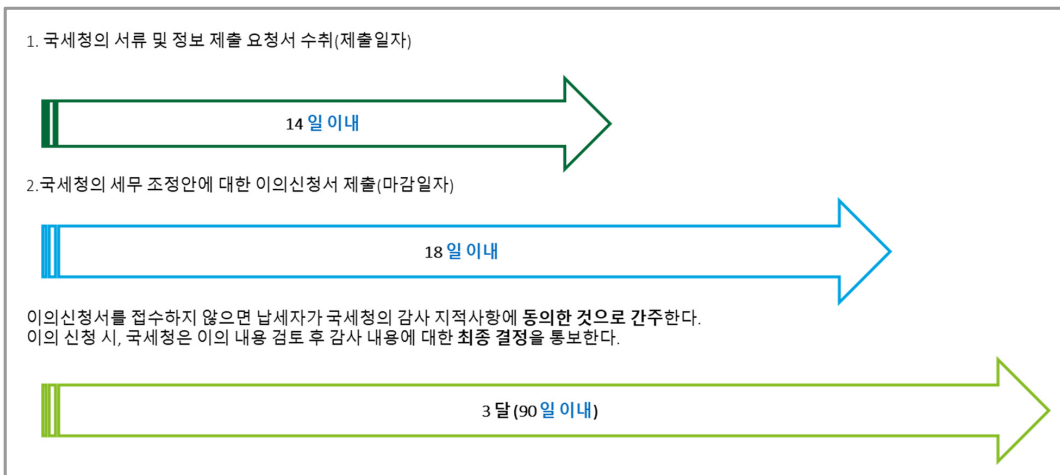 1. 국세청의 서류 및 정보 제출 요청서 수취(제출일자)
14 일 이내
2.국세청의 세무 조정안에 대한 이의신청서 제출(마감일자)
18 일 이내
이의신청서를 접수하지 않으면 납세자가 국세청의 감사 지적사항에 동의한 것으로 간주한다.
이의 신청 시, 국세청은 이의 내용 검토 후 감사 내용에 대한 최종 결정을 통보한다.
3 달 (90 일 이내)